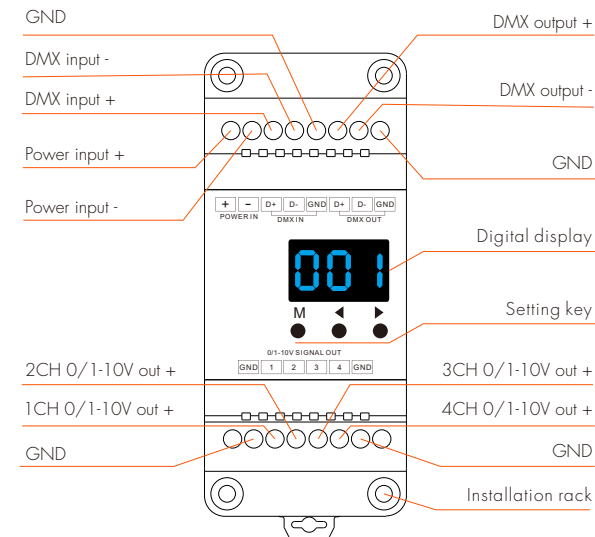 GND
DMX output +
DMX input -
DMX output -
DMX input +
Power input +
GND
Power input -
+ - D+ D- GND D+ D- GND
POWER IN DMX IN DMX OUT
Digital display
001
M ◀ ▶
Setting key
0/1-10V SIGNAL OUT
GND 1 2 3 4 GND
2CH 0/1-10V out +
3CH 0/1-10V out +
1CH 0/1-10V out +
4CH 0/1-10V out +
GND
GND
Installation rack